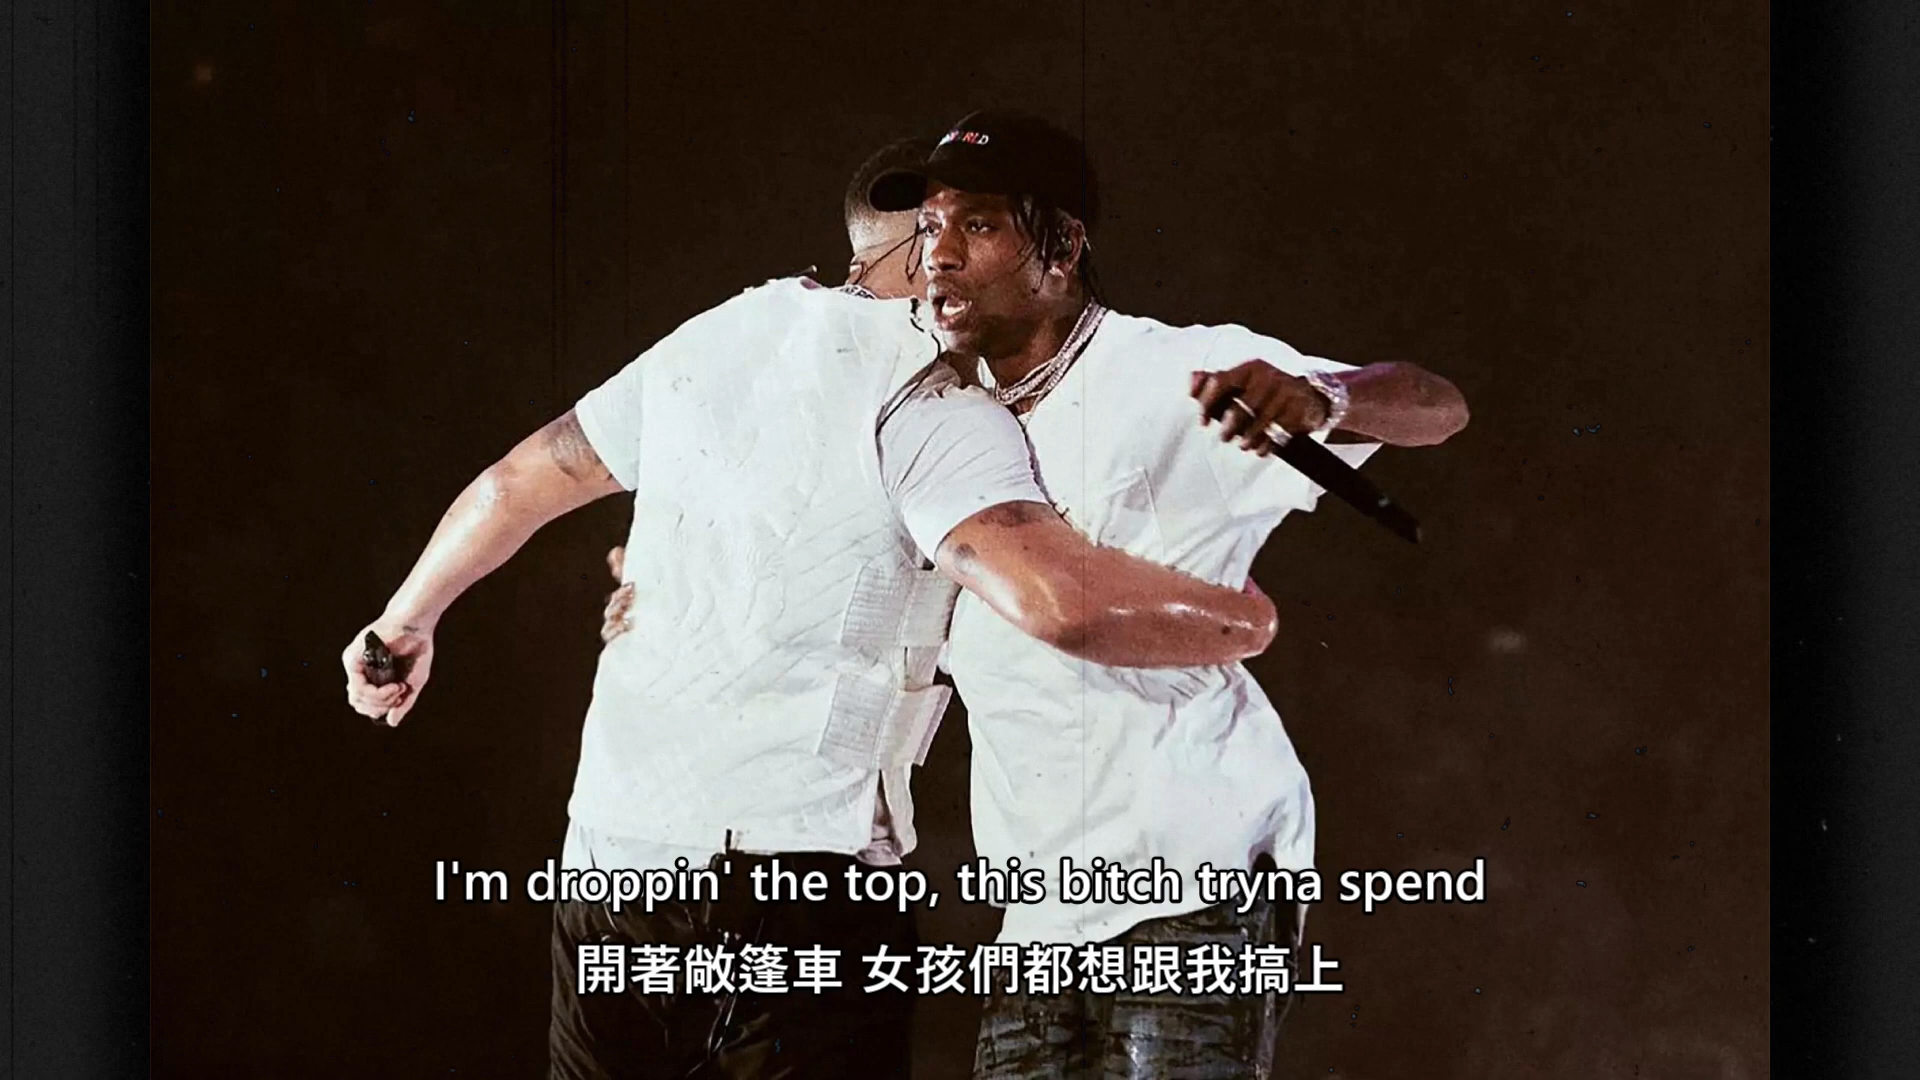 I'm droppin' the top, this bitch tryna spend
開著敞篷車 女孩們都想跟我搞上